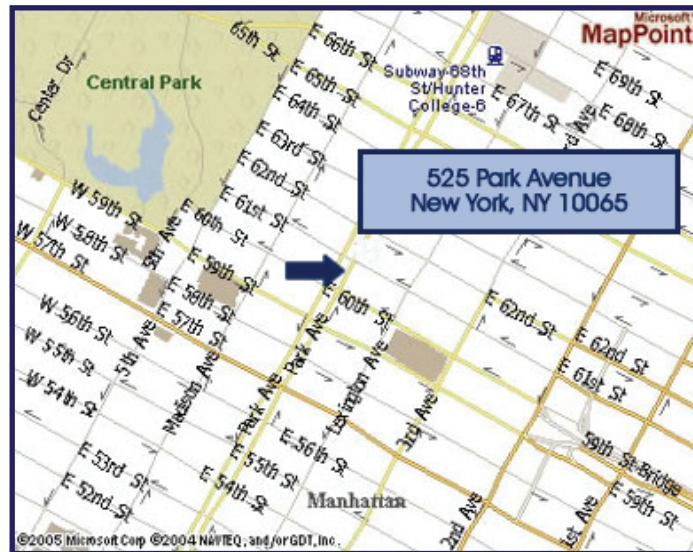 Microsoft
MapPoint
65th St
E 66th St
E 65th St
E 64th St
E 63rd St
E 62nd St
E 61st St
E 60th St
E 59th St
E 58th St
E 57th St
Subway-68th
St/Hunter
College-6
E 69th St
E 68th St
E 67th St
Central Park
Center Dr
525 Park Avenue
New York, NY 10065
W 59th St
W 58th St
W 57th St
W 56th St
W 55th St
W 54th St
5th Ave
Madison Ave
Park Ave
Park Ave
Lexington Ave
3rd Ave
2nd Ave
1st Ave
E 60th St
E 62nd St
E 62nd St
E 61st St
59th St Bridge
E 59th St
E 56th St
E 55th St
E 54th St
E 53rd St
E 52nd St
Manhattan
©2005 Microsoft Corp ©2004 NAVTEQ, and/or GDT, Inc.